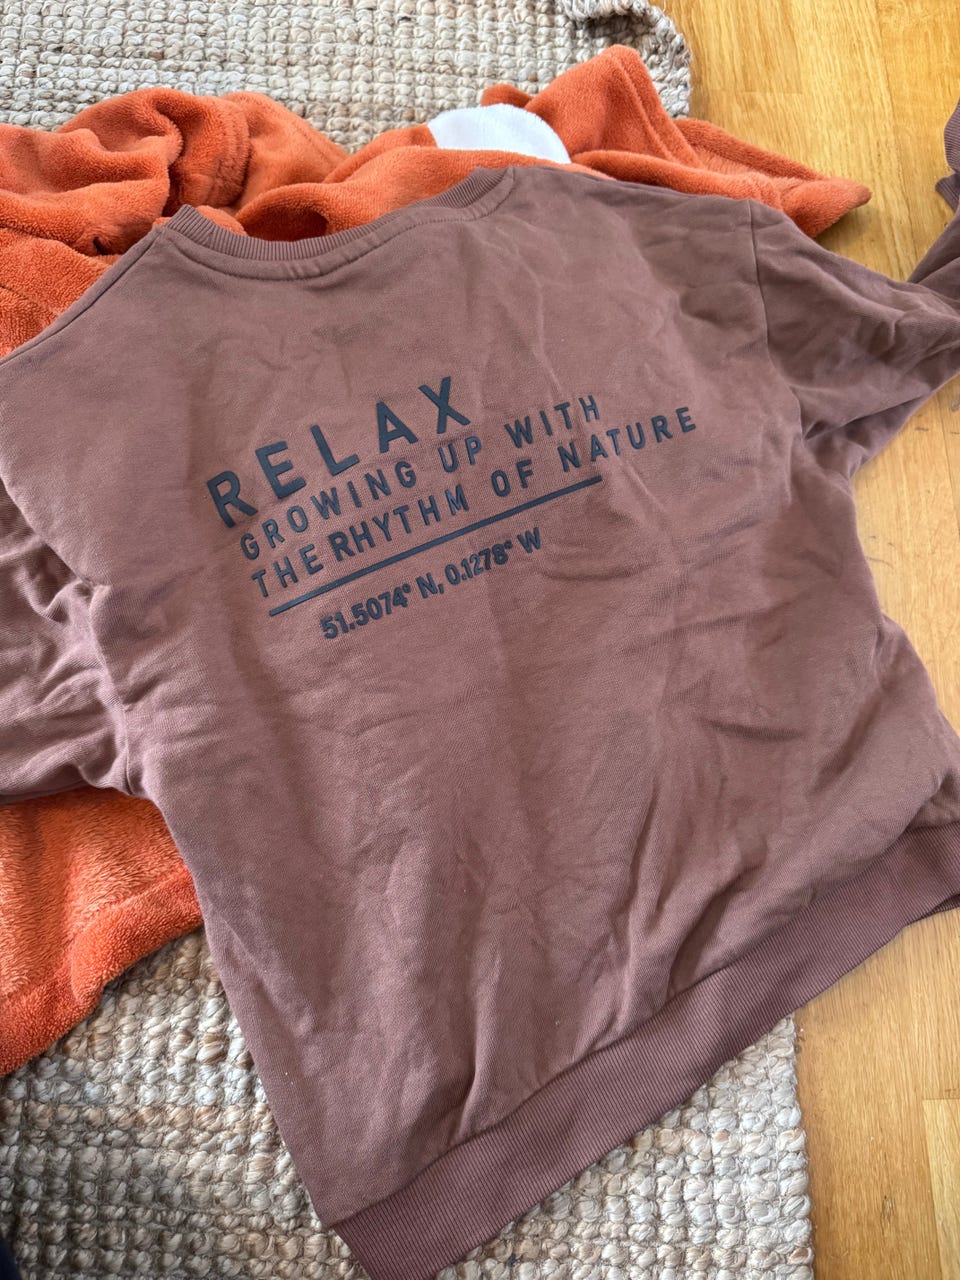 RELAX
GROWING UP WITH
THE RHYTHM OF NATURE
51.5074° N, 0.1278° W